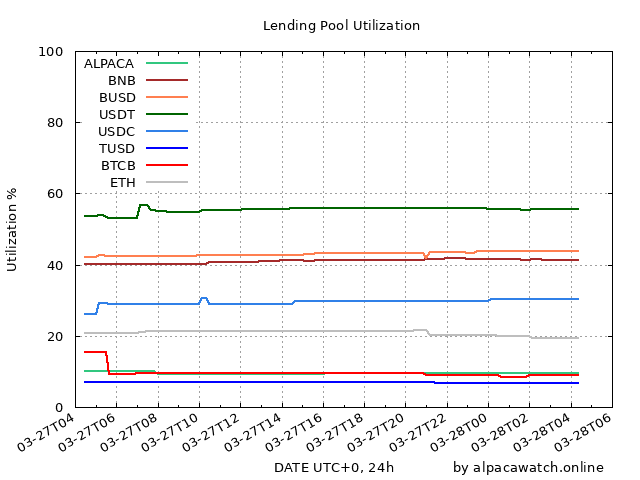 Lending Pool Utilization
100
80
60
40
20
0
Utilization %
ALPACA
BNB
BUSD
USDT
USDC
TUSD
BTCB
ETH
03-27T04
03-27T06
03-27T08
03-27T10
03-27T12
03-27T14
03-27T16
03-27T18
03-27T20
03-27T22
03-28T00
03-28T02
03-28T04
03-28T06
DATE UTC+0, 24h
by alpacawatch.online